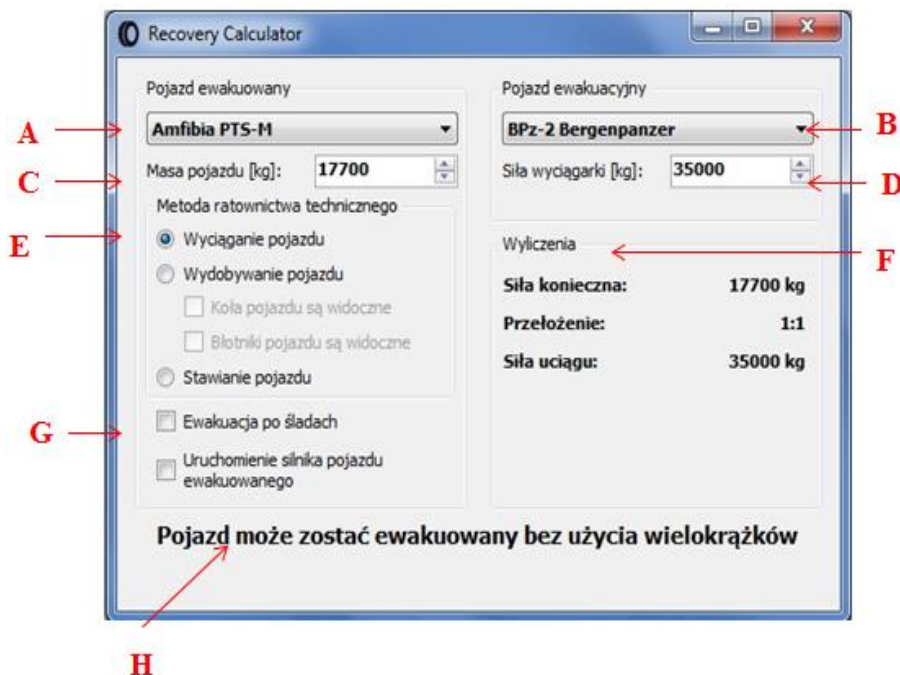 Recovery Calculator
Pojazd ewakuowany
Amfibia PTS-M
Masa pojazdu [kg]: 17700
Metoda ratownictwa technicznego
Wyciąganie pojazdu
Wydobywanie pojazdu
Koła pojazdu są widoczne
Błotniki pojazdu są widoczne
Stawianie pojazdu
Ewakuacja po śladach
Uruchomienie silnika pojazdu
ewakuowanego
Pojazd ewakuacyjny
BPz-2 Bergenpanzer
Siła wyciągarki [kg]: 35000
Wyliczenia
Siła konieczna: 17700 kg
Przełożenie: 1:1
Siła uciągu: 35000 kg
Pojazd może zostać ewakuowany bez użycia wielokrążków
A
B
C
D
E
F
G
H